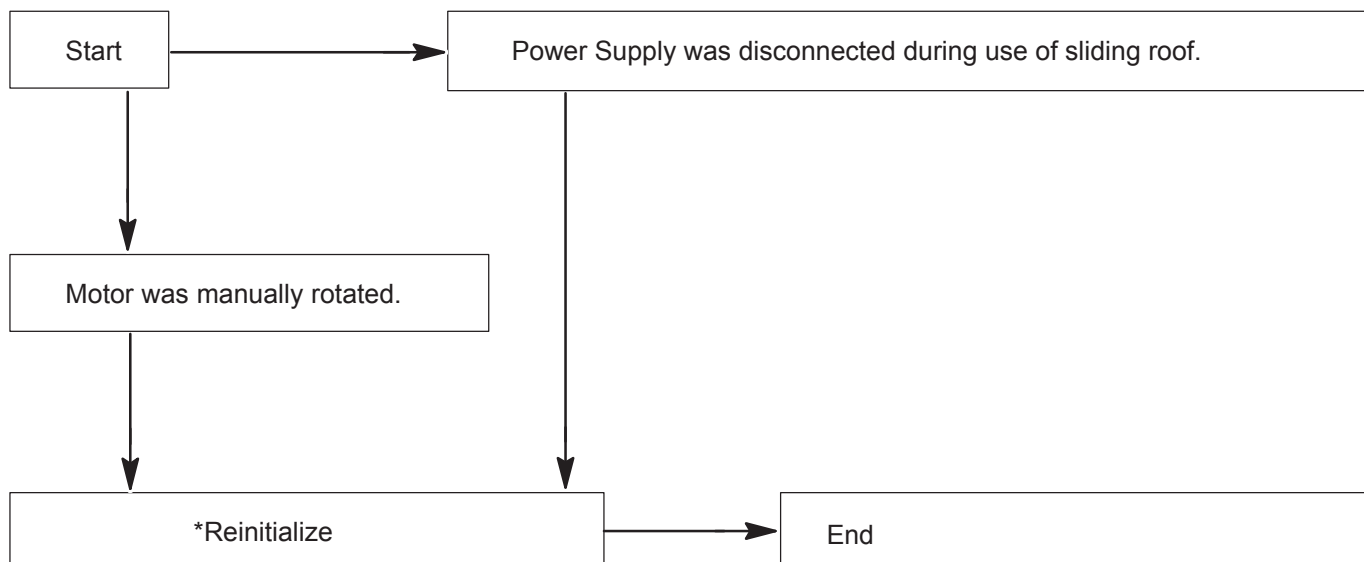 Start
Power Supply was disconnected during use of sliding roof.
Motor was manually rotated.
*Reinitialize
End